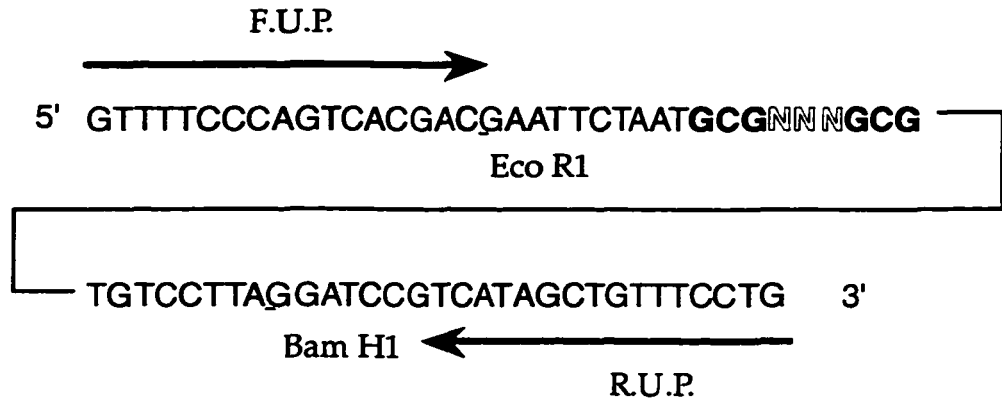 F.U.P.
5' GTTTTCCCAGTCACGACGAATTCTAATGCGNNNGCG
Eco R1
TGTCCTTAGGATCCGTCATAGCTGTTTCCTG 3'
Bam H1
R.U.P.